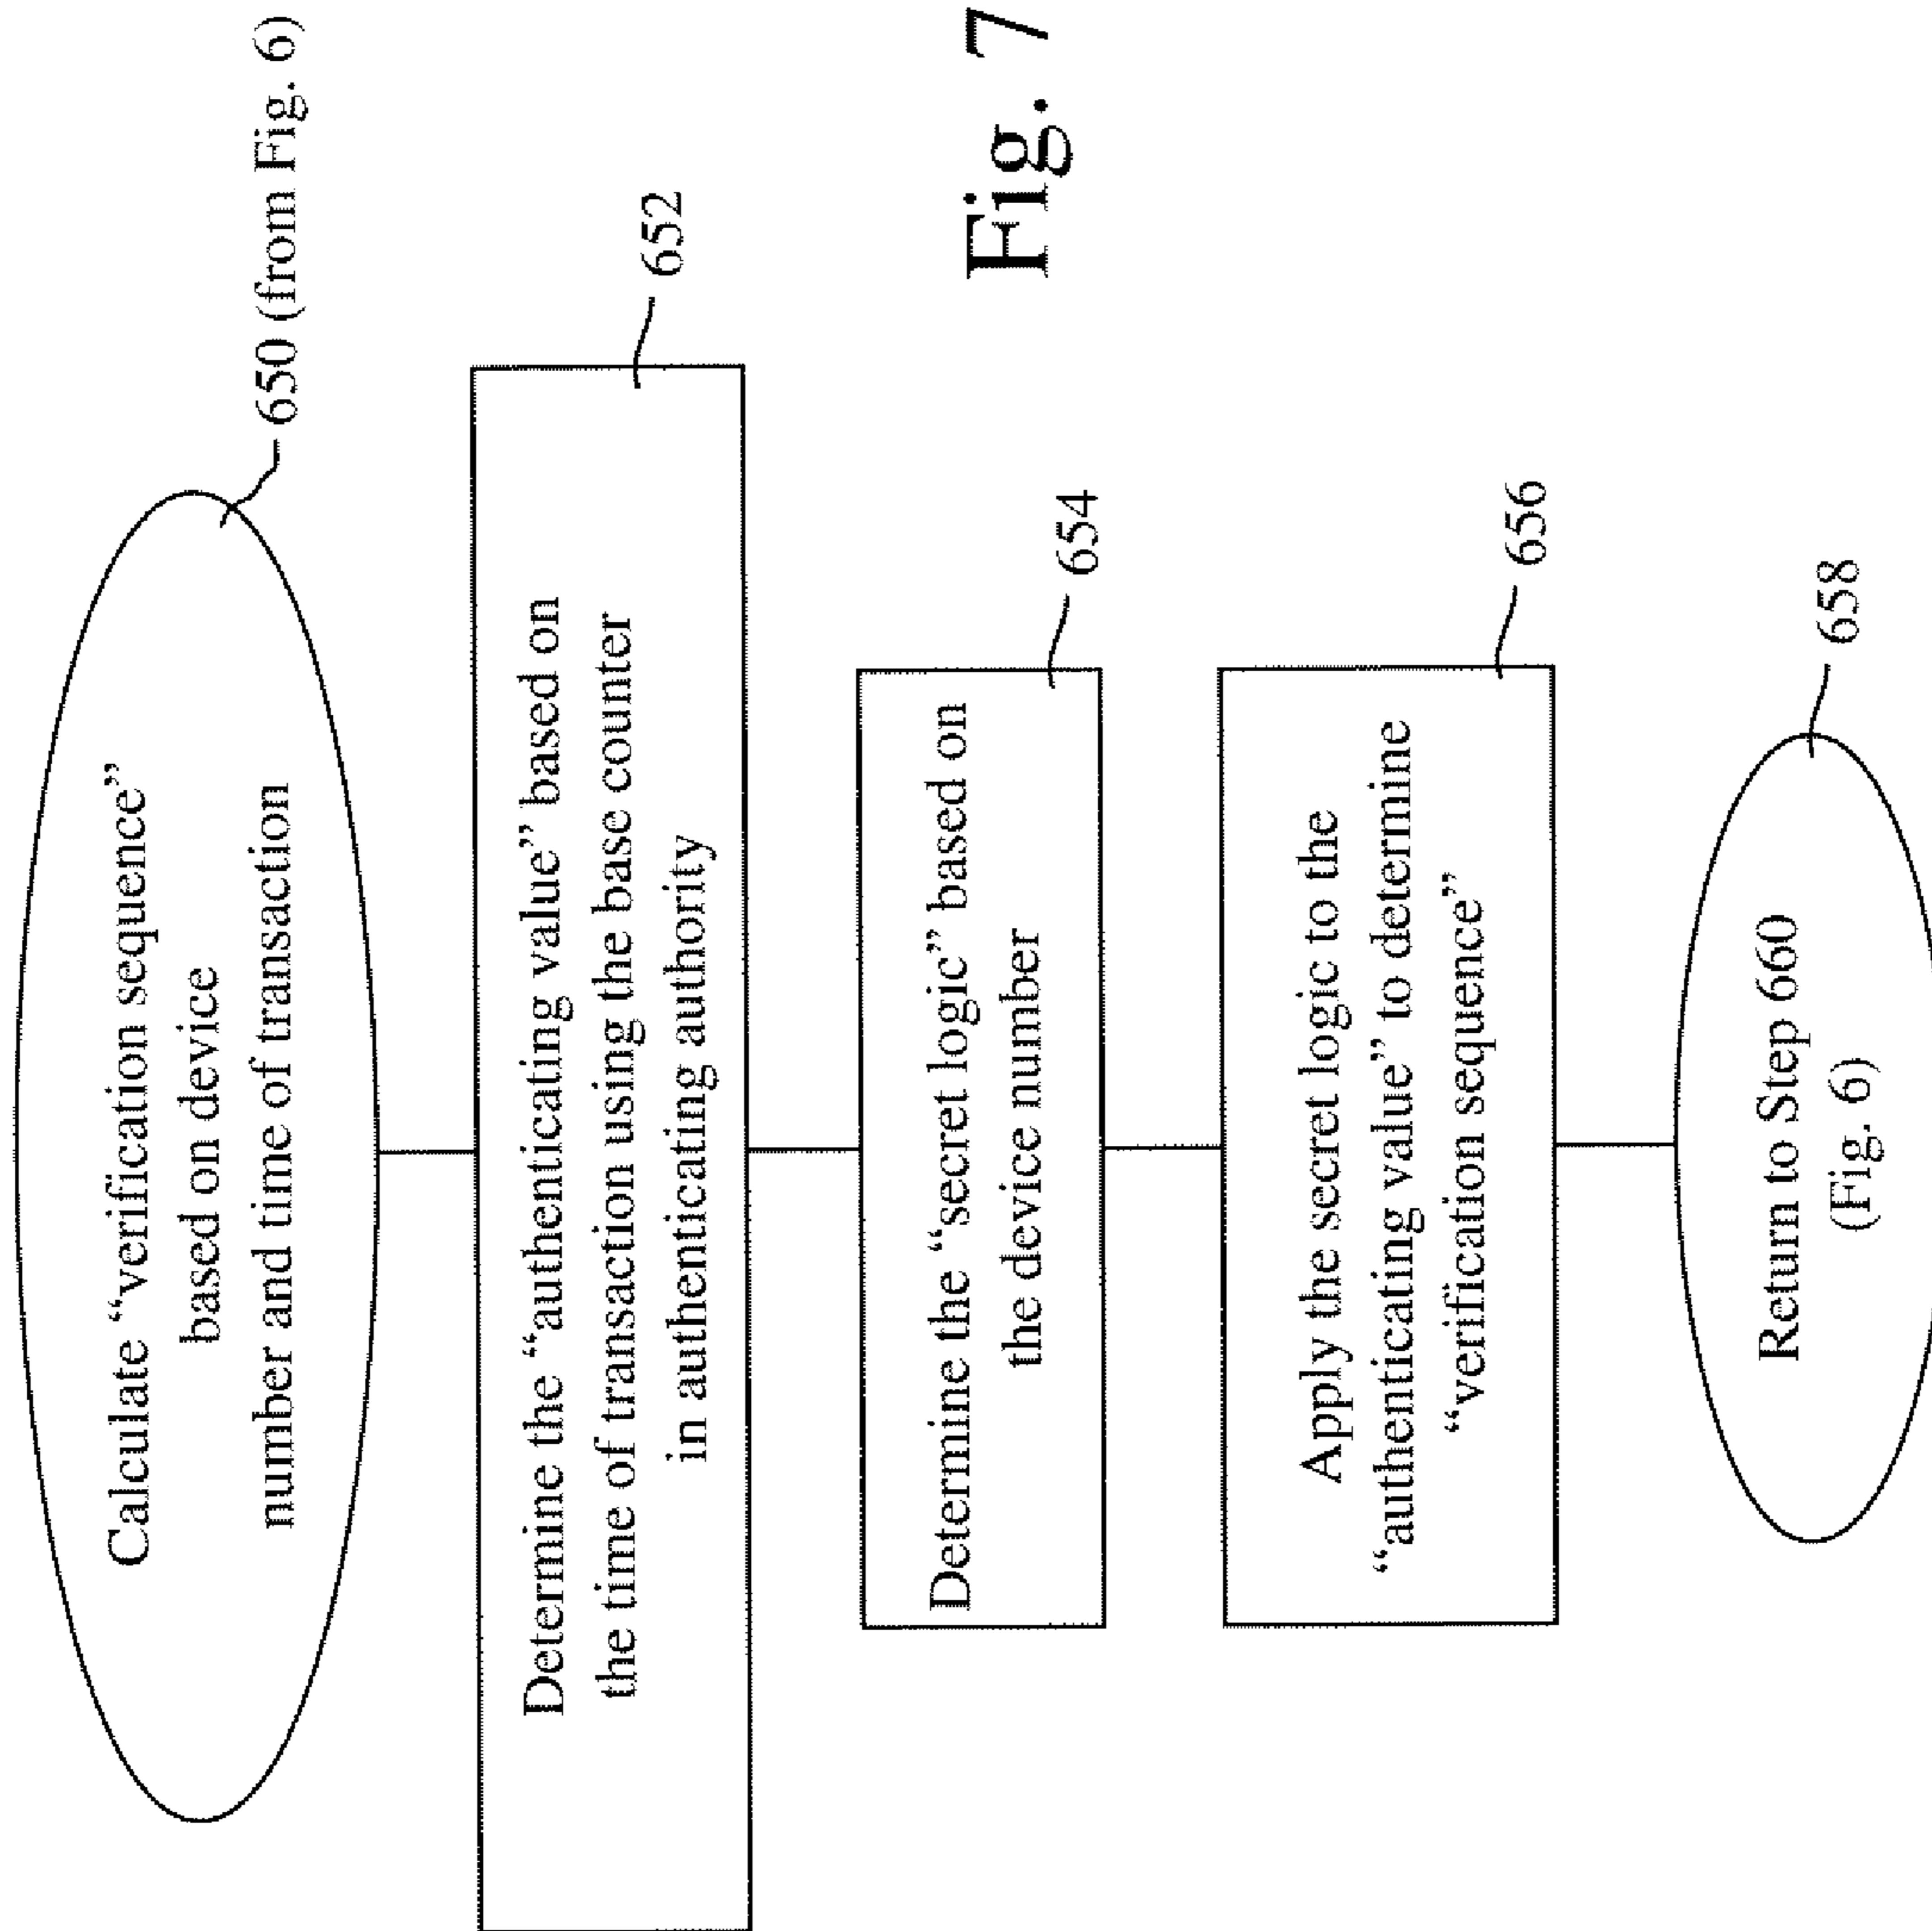 Calculate “verification sequence”
based on device
number and time of transaction
650 (from Fig. 6)
Determine the “authenticating value” based on
the time of transaction using the base counter
in authenticating authority
652
Determine the “secret logic” based on
the device number
654
Apply the secret logic to the
“authenticating value” to determine
“verification sequence”
656
Return to Step 660
(Fig. 6)
658
Fig. 7